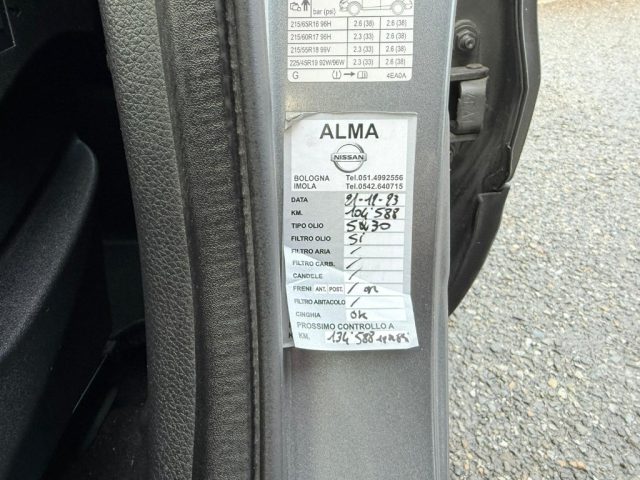 bar (psi)
215/65R16 98H 2.6 (38) 2.6 (38)
215/60R17 96H 2.3 (33) 2.6 (38)
215/55R18 99V 2.3 (33) 2.6 (38)
225/45R19 92W/96W 2.3 (33) 2.6 (38)
G 4EA0A
ALMA
NISSAN
BOLOGNA Tel.051.4992556
IMOLA Tel.0542.640715
DATA
KM. 104'588
TIPO OLIO 5W30
FILTRO OLIO SI
FILTRO ARIA /
FILTRO CARB. /
CANDELE /
FRENI ANT. POST. /
FILTRO ABITACOLO /
CINGHIA OK
PROSSIMO CONTROLLO A
KM. 134'588